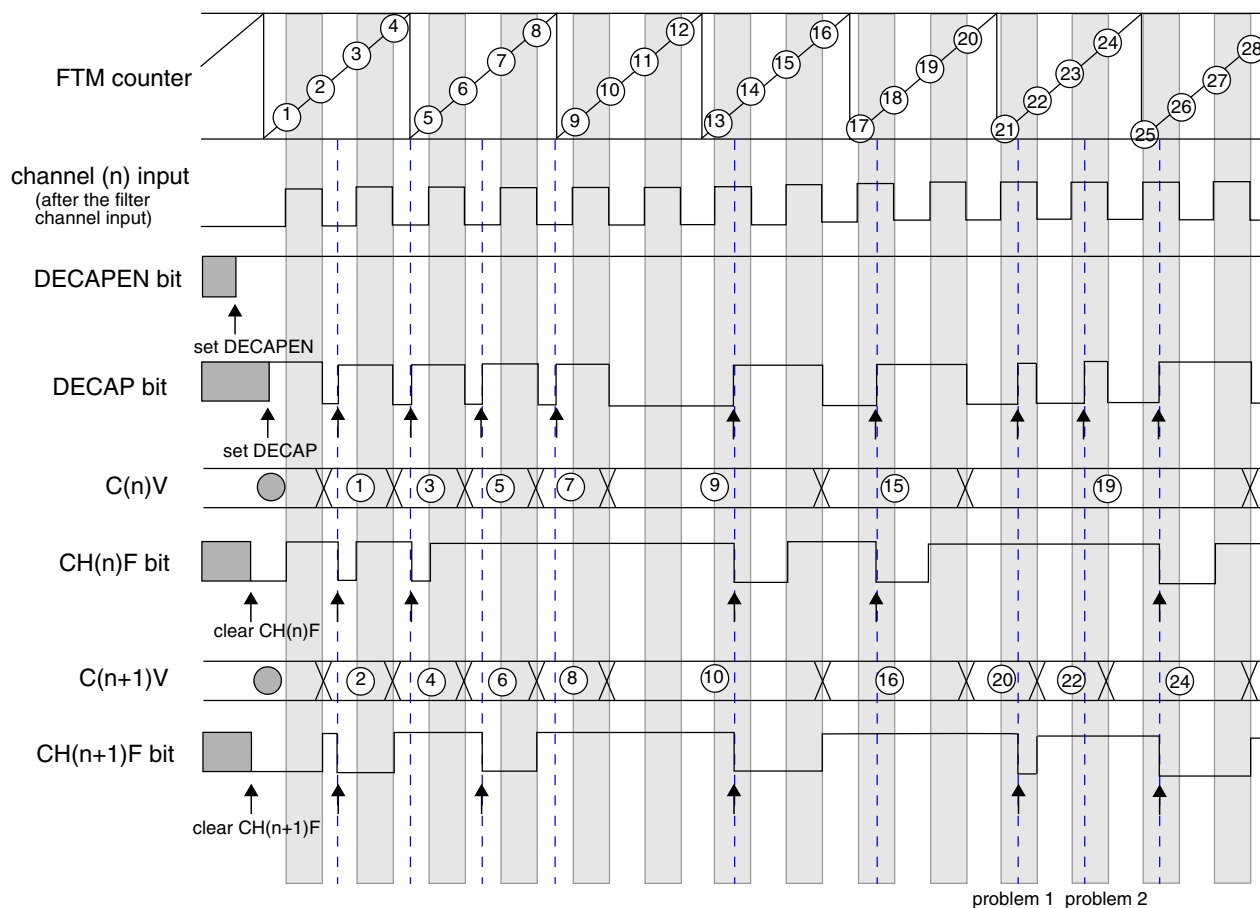 FTM counter
1 2 3 4 5 6 7 8 9 10 11 12 13 14 15 16 17 18 19 20 21 22 23 24 25 26 27 28
channel (n) input
(after the filter
channel input)
DECAPEN bit
set DECAPEN
DECAP bit
set DECAP
C(n)V
1 3 5 7 9 15 19
CH(n)F bit
clear CH(n)F
C(n+1)V
2 4 6 8 10 16 20 22 24
CH(n+1)F bit
clear CH(n+1)F
problem 1 problem 2